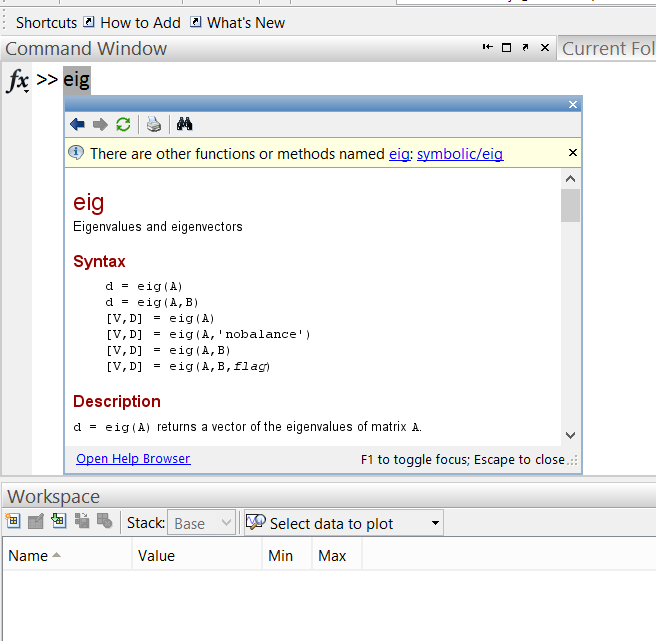 Shortcuts How to Add What's New
Command Window
Current Fol
fx >> eig
There are other functions or methods named eig: symbolic/eig
eig
Eigenvalues and eigenvectors
Syntax
d = eig(A)
d = eig(A,B)
[V,D] = eig(A)
[V,D] = eig(A,'nobalance')
[V,D] = eig(A,B)
[V,D] = eig(A,B,flag)
Description
d = eig(A) returns a vector of the eigenvalues of matrix A.
Open Help Browser F1 to toggle focus; Escape to close
Workspace
Stack: Base Select data to plot
Name Value Min Max